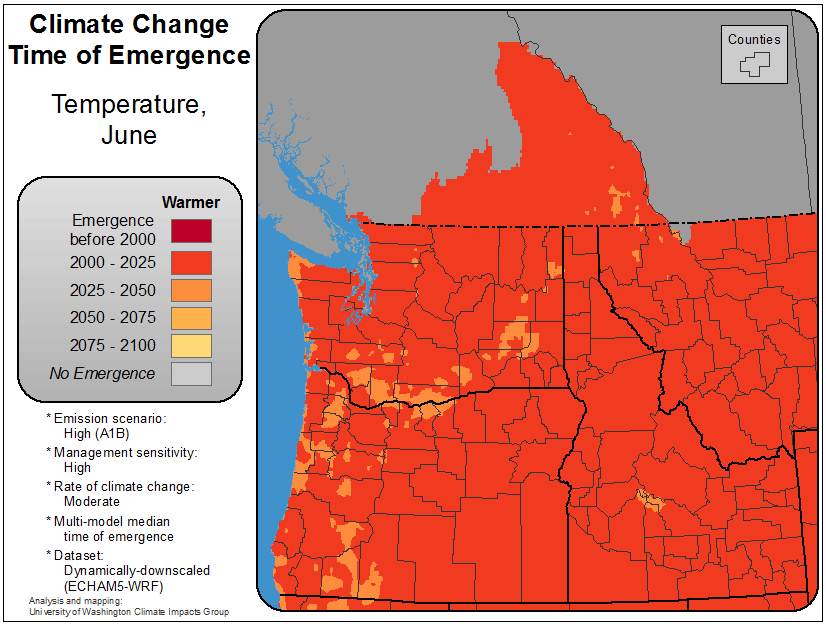 Climate Change
Time of Emergence
Temperature,
June
Warmer
Emergence
before 2000
2000 - 2025
2025 - 2050
2050 - 2075
2075 - 2100
No Emergence
* Emission scenario:
High (A1B)
* Management sensitivity:
High
* Rate of climate change:
Moderate
* Multi-model median
time of emergence
* Dataset:
Dynamically-downscaled
(ECHAM5-WRF)
Analysis and mapping:
University of Washington Climate Impacts Group
Counties